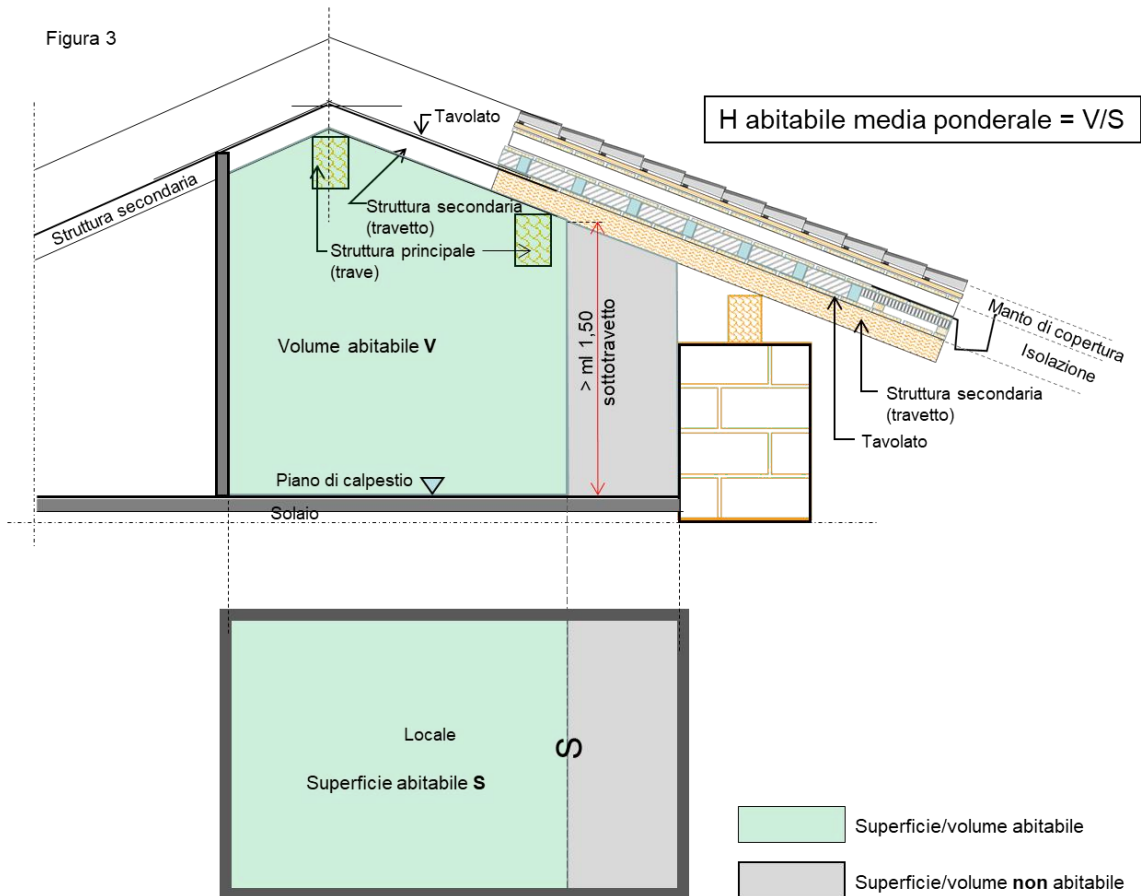 Figura 3
H abitabile media ponderale = V/S
Tavolato
Struttura secondaria
Struttura secondaria
(travetto)
Struttura principale
(trave)
Manto di copertura
Isolazione
> ml 1,50
sottotravetto
Volume abitabile V
Struttura secondaria
(travetto)
Tavolato
Piano di calpestio
Solaio
Locale
S
Superficie abitabile S
Superficie/volume abitabile
Superficie/volume non abitabile